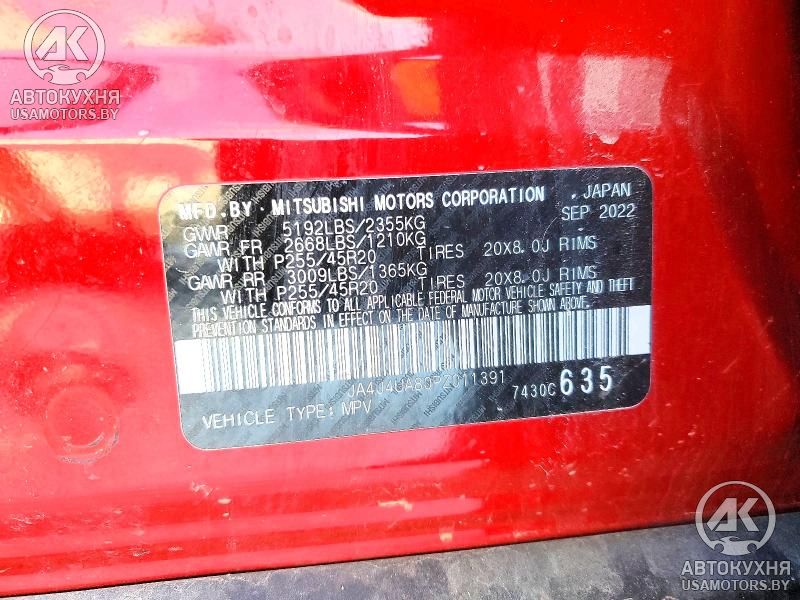 AK
АВТОКУХНЯ
USAMOTORS.BY
MFD.BY MITSUBISHI MOTORS CORPORATION JAPAN
GVWR 5192LBS/2355KG SEP 2022
GAWR FR 2668LBS/1210KG
WITH P255/45R20 TIRES 20X8.0J RIMS
GAWR RR 3009LBS/1365KG
WITH P255/45R20 TIRES 20X8.0J RIMS
THIS VEHICLE CONFORMS TO ALL APPLICABLE FEDERAL MOTOR VEHICLE SAFETY AND THEFT
PREVENTION STANDARDS IN EFFECT ON THE DATE OF MANUFACTURE SHOWN ABOVE.
7430C 635
VEHICLE TYPE: MPV
AK
АВТОКУХНЯ
USAMOTORS.BY